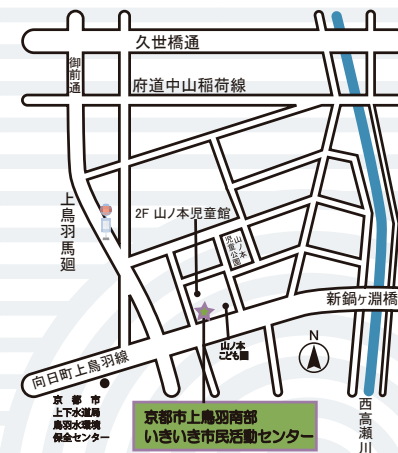 久世橋通
御前通
府道中山稲荷線
上鳥羽馬廻
2F 山ノ本児童館
山ノ本
児童公園
新鍋ヶ淵橋
山ノ本
こども園
N
向日町上鳥羽線
京都市
上下水道局
鳥羽水環境
保全センター
京都市上鳥羽南部
いきいき市民活動センター
西高瀬川